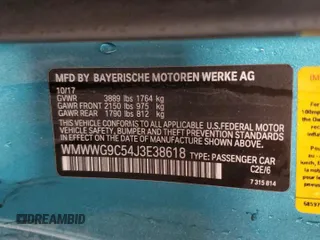 MFD BY BAYERISCHE MOTOREN WERKE AG
10/17
GVWR 3889 lbs 1764 kg
GAWR FRONT 2150 lbs 975 kg
GAWR REAR 1790 lbs 812 kg
THIS VEHICLE CONFORMS TO ALL APPLICABLE U.S. FEDERAL MOTOR
VEHICLE SAFETY, BUMPER, AND THEFT PREVENTION STANDARDS
IN EFFECT ON THE DATE OF MANUFACTURE SHOWN ABOVE.
WMWWG9C54J3E38618 TYPE: PASSENGER CAR
C2E/6
7 315 814
DREAMBID